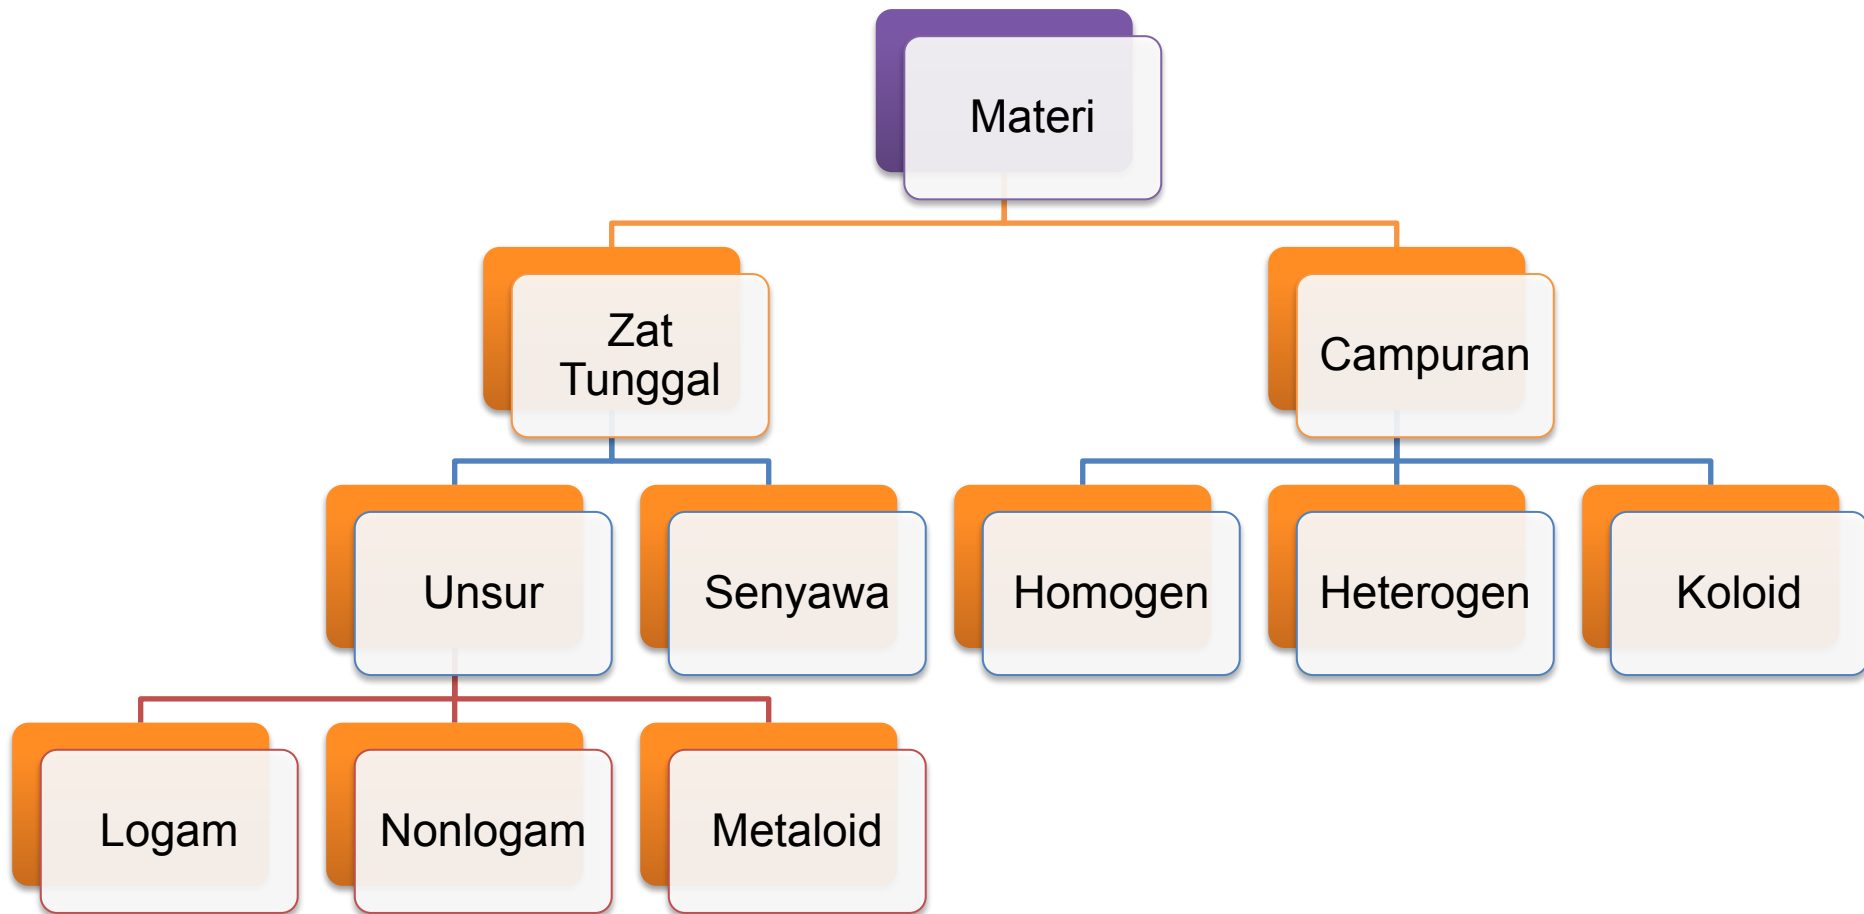 Materi
Zat
Tunggal
Campuran
Unsur
Senyawa
Homogen
Heterogen
Koloid
Logam
Nonlogam
Metaloid